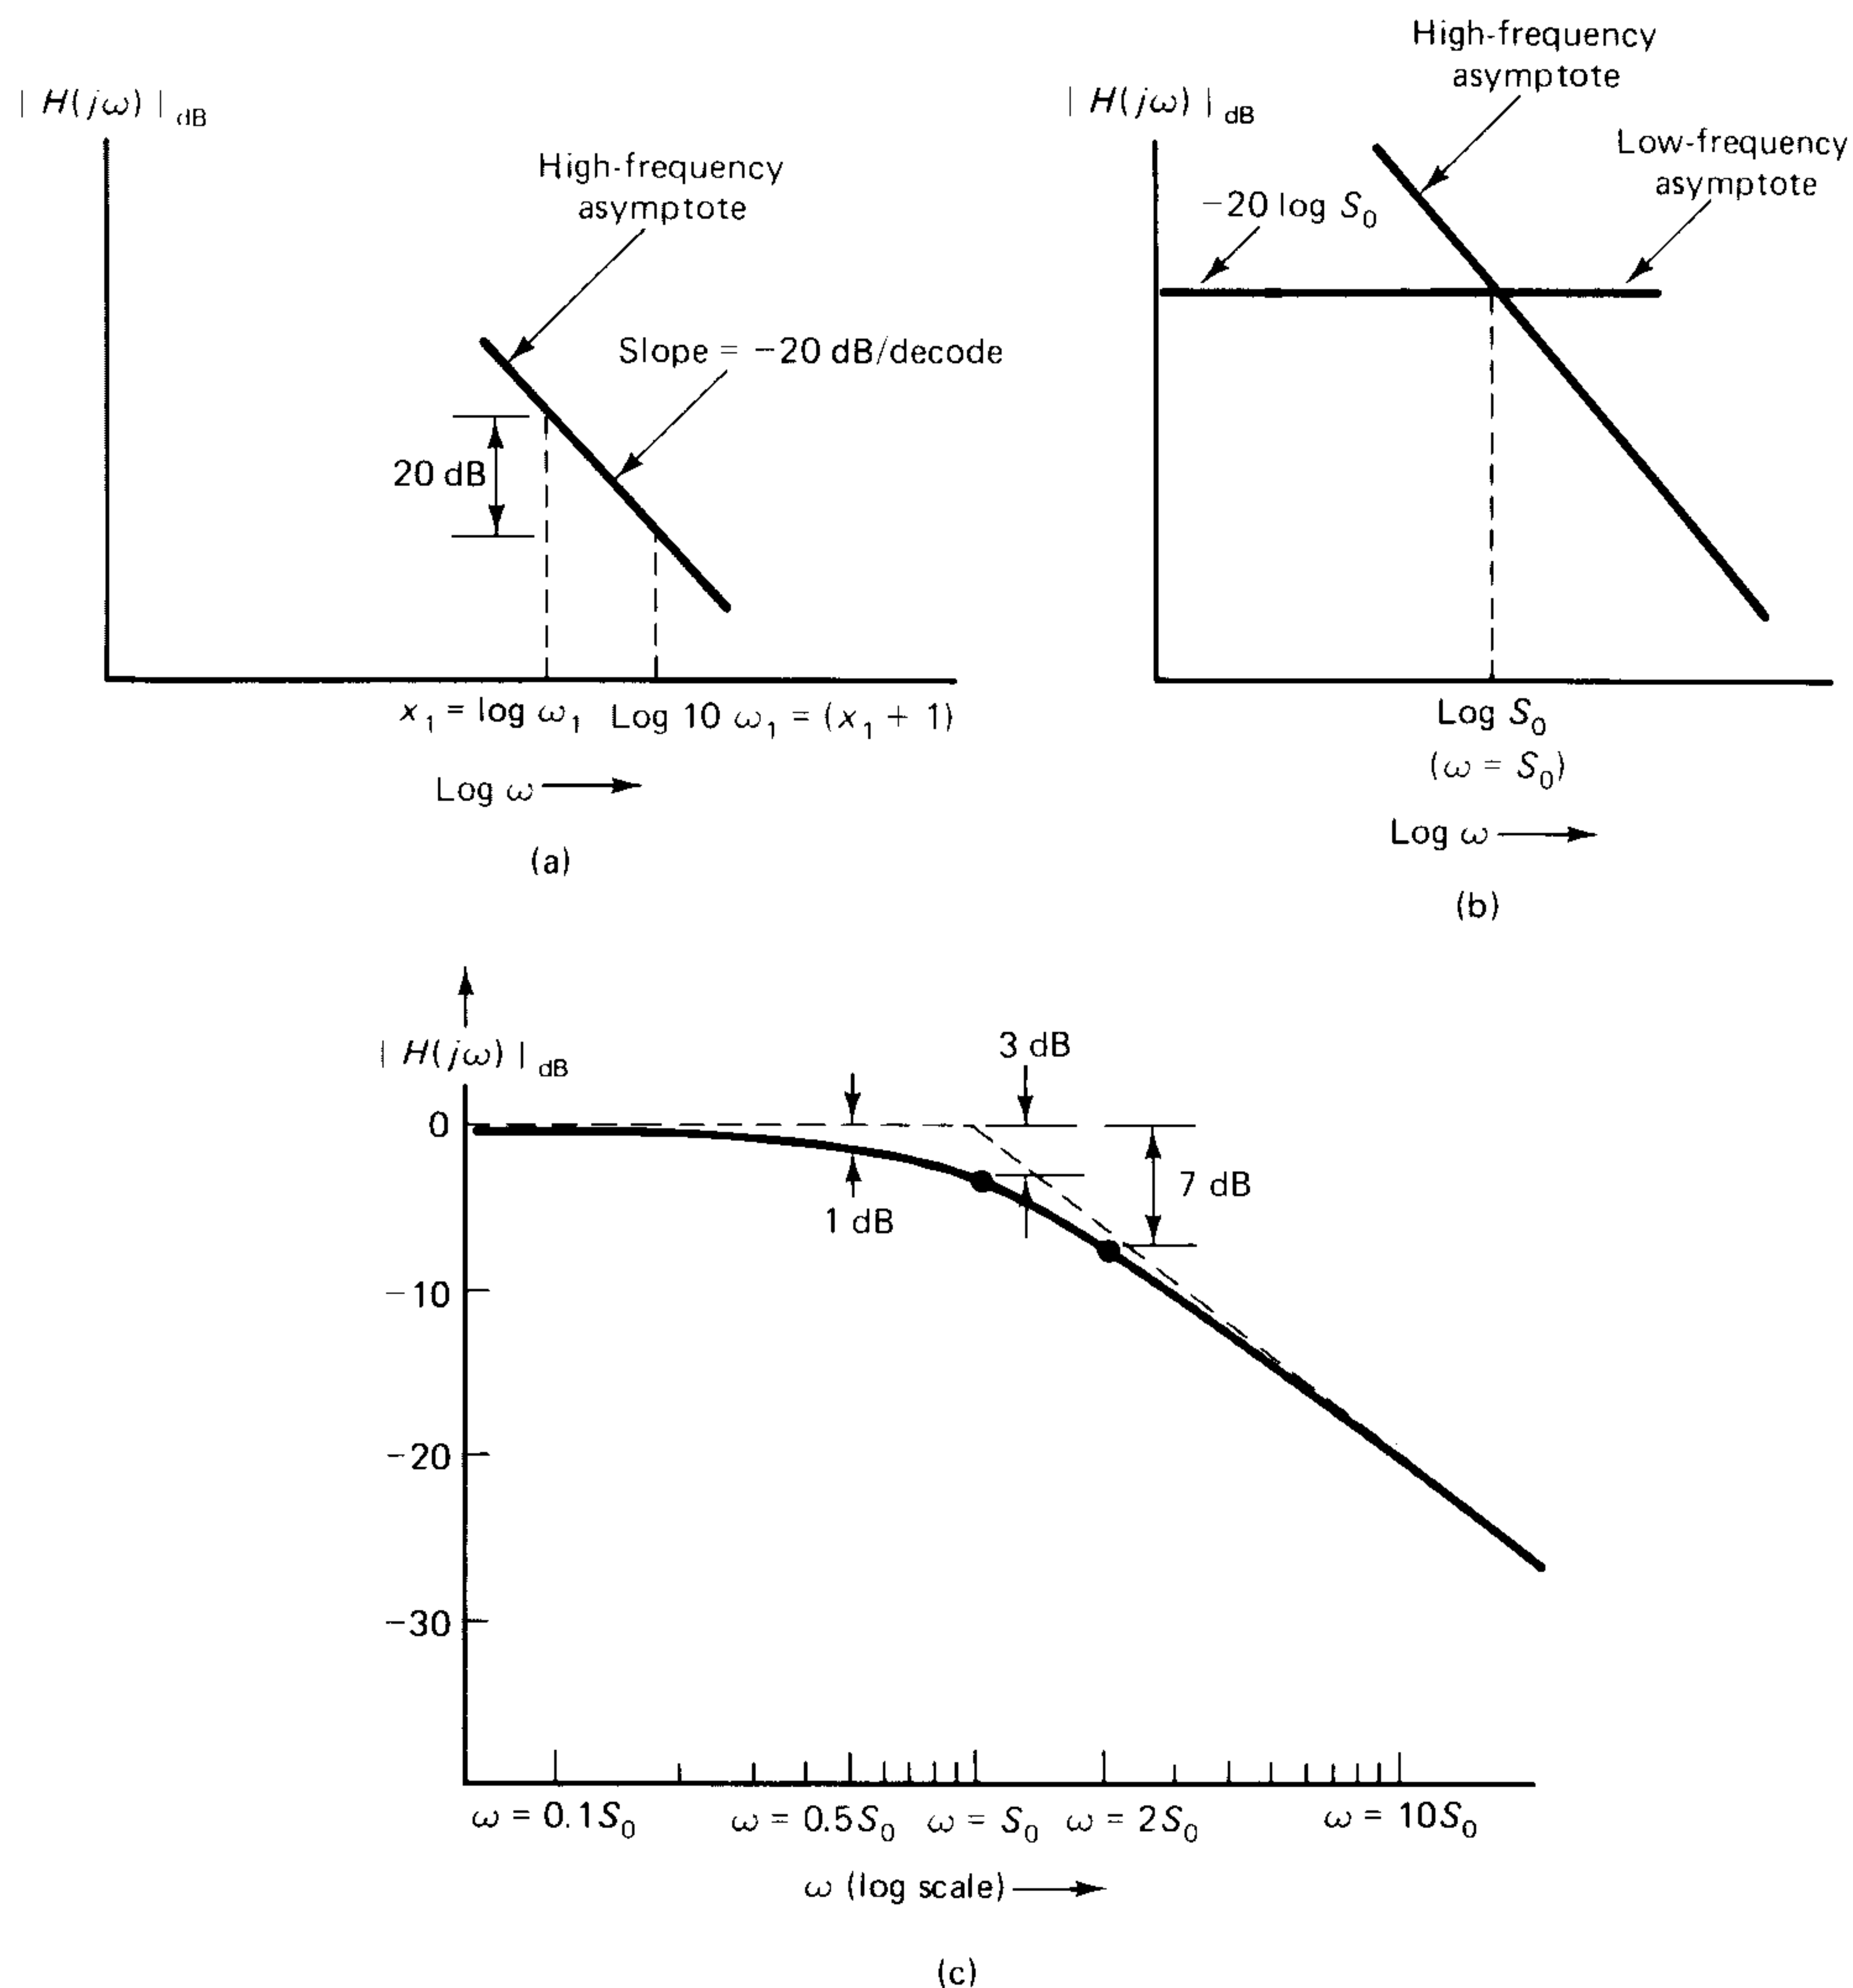 | H(jω) | dB
High-frequency
asymptote
Slope = −20 dB/decode
20 dB
x₁ = log ω₁ Log 10 ω₁ = (x₁ + 1)
Log ω
(a)
High-frequency
asymptote
| H(jω) | dB
Low-frequency
asymptote
−20 log S₀
Log S₀
(ω = S₀)
Log ω
(b)
| H(jω) | dB
3 dB
0
7 dB
1 dB
−10
−20
−30
ω = 0.1S₀ ω = 0.5S₀ ω = S₀ ω = 2S₀ ω = 10S₀
ω (log scale)
(c)